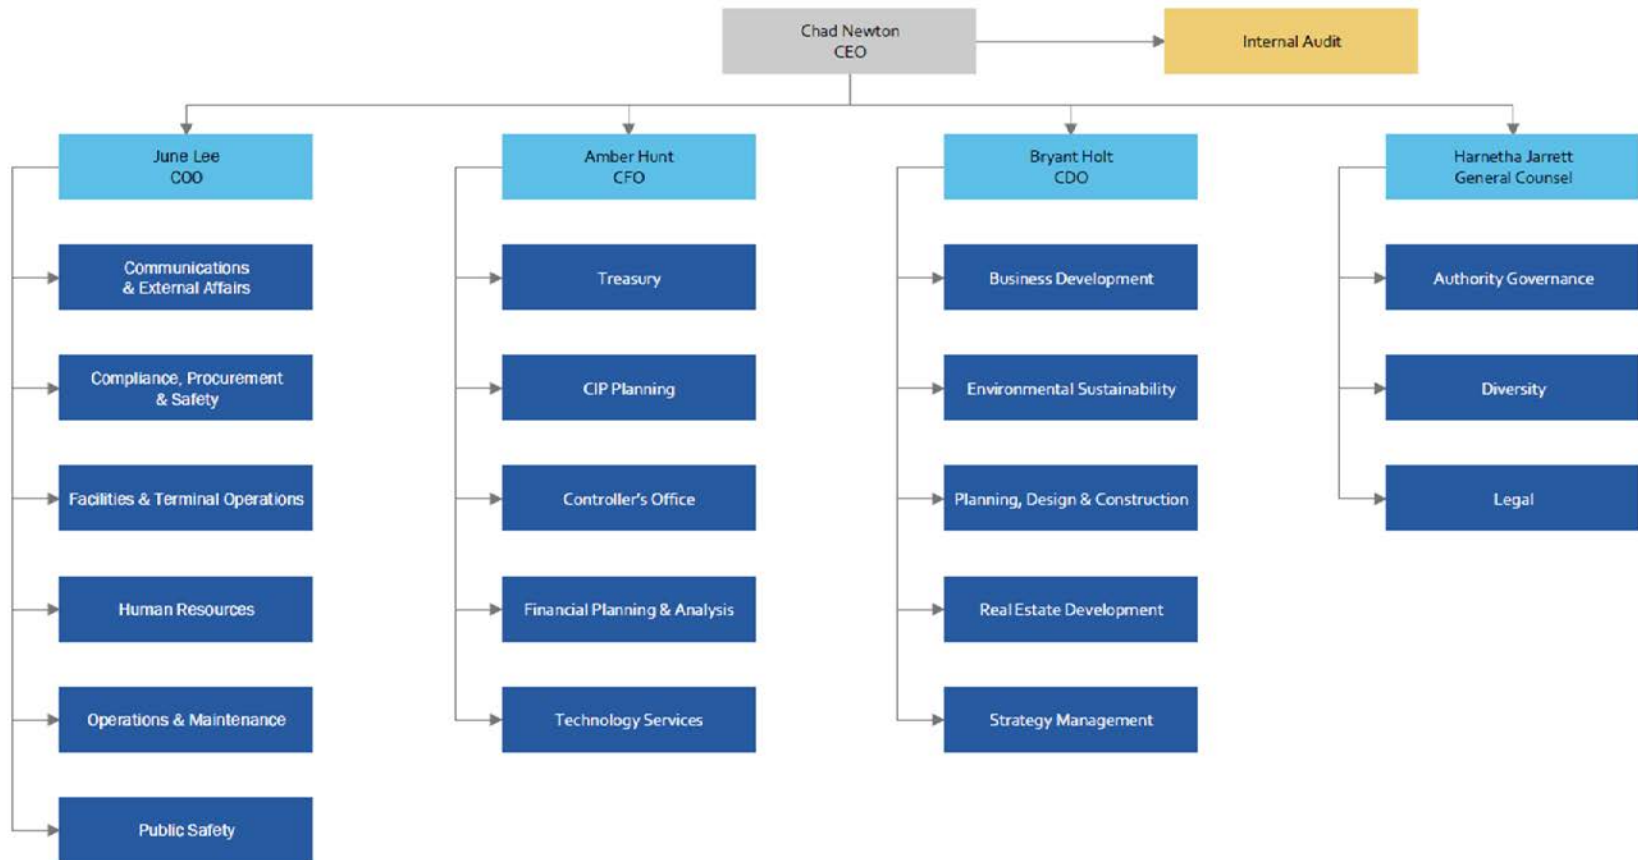 Chad Newton
CEO
Internal Audit
June Lee
COO
Amber Hunt
CFO
Bryant Holt
CDO
Harnetha Jarrett
General Counsel
Communications
& External Affairs
Treasury
Business Development
Authority Governance
Compliance, Procurement
& Safety
CIP Planning
Environmental Sustainability
Diversity
Facilities & Terminal Operations
Controller's Office
Planning, Design & Construction
Legal
Human Resources
Financial Planning & Analysis
Real Estate Development
Operations & Maintenance
Technology Services
Strategy Management
Public Safety